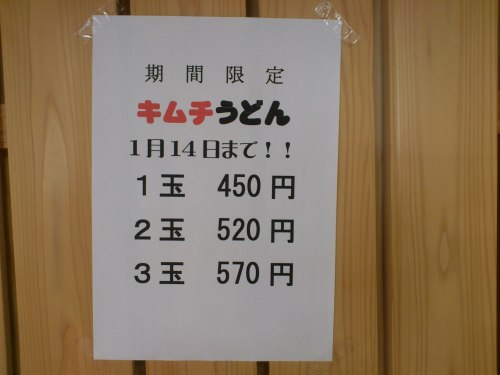 期間限定
キムチうどん
1月14日まで！！
1玉 450円
2玉 520円
3玉 570円